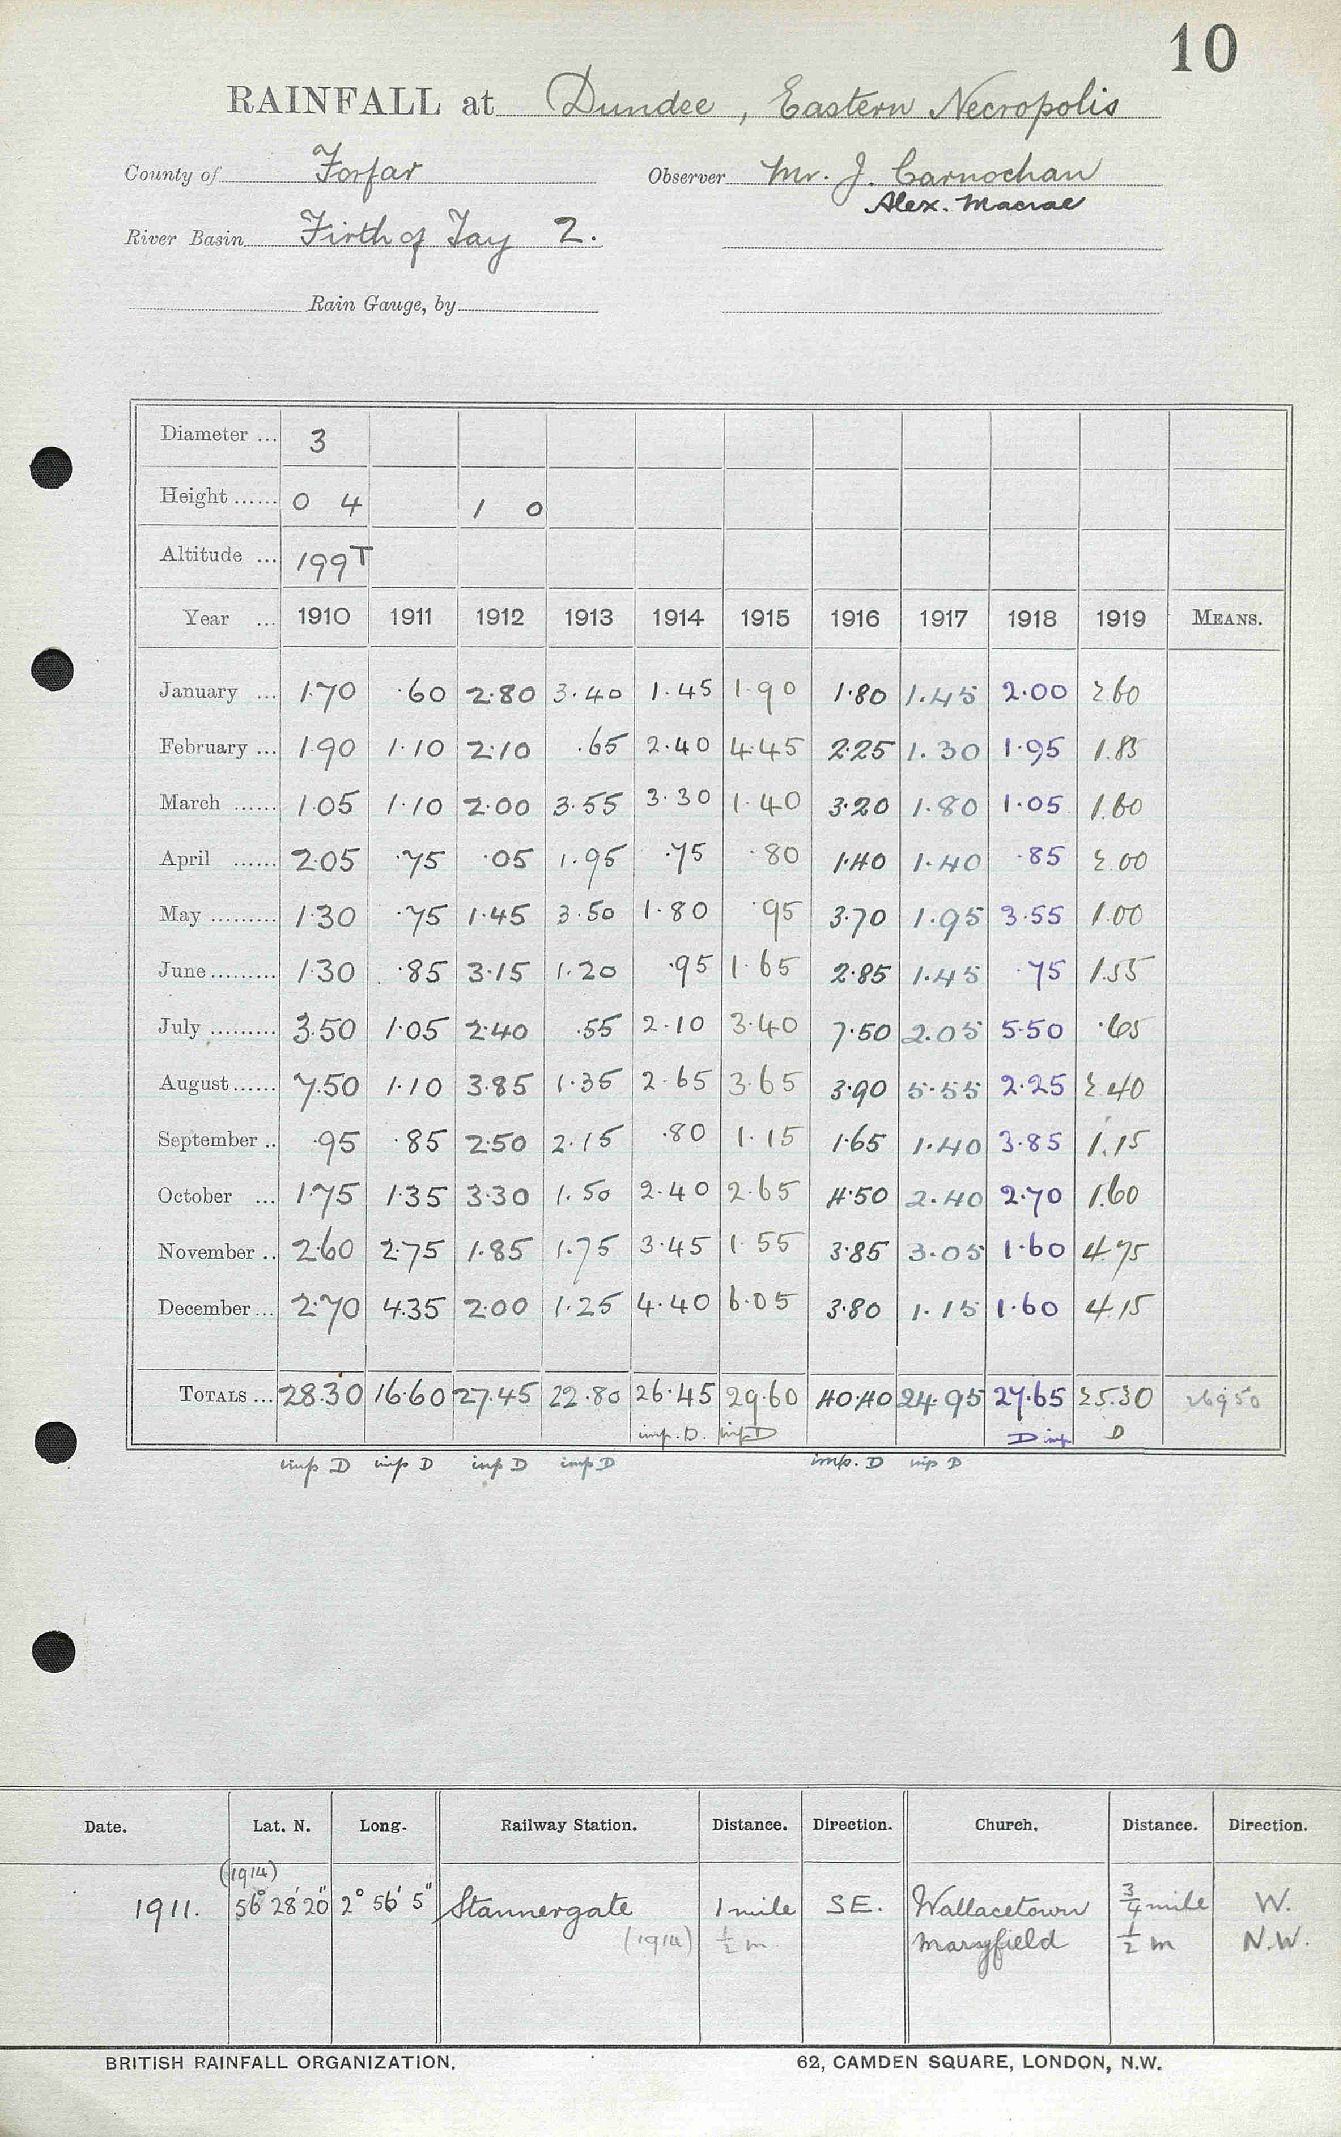 10
RAINFALL at Dundee, Eastern Necropolis
County of Forfar Observer Mr. J. Carnochan
Alex. Macrae
River Basin Firth of Tay 2.
Rain Gauge, by
Diameter ... 3
Height ...... 0 4 1 0
Altitude ... 199T
Year ... 1910 1911 1912 1913 1914 1915 1916 1917 1918 1919 MEANS.
January ... 1.70 .60 2.80 3.40 1.45 1.90 1.80 1.45 2.00 2.60
February ... 1.90 1.10 2.10 .65 2.40 4.45 2.25 1.30 1.95 1.85
March ...... 1.05 1.10 2.00 3.55 3.30 1.40 3.20 1.80 1.05 1.60
April ...... 2.05 .75 .05 1.95 .75 .80 1.40 1.40 .85 2.00
May ......... 1.30 .75 1.45 3.50 1.80 .95 3.70 1.95 3.55 1.00
June ......... 1.30 .85 3.15 1.20 .95 1.65 2.85 1.45 .75 1.55
July ......... 3.50 1.05 2.40 .55 2.10 3.40 7.50 2.05 5.50 .65
August ...... 7.50 1.10 3.85 1.35 2.65 3.65 3.90 5.55 2.25 2.40
September .. .95 .85 2.50 2.15 .80 1.15 1.65 1.40 3.85 1.15
October ... 1.75 1.35 3.30 1.50 2.40 2.65 4.50 2.40 2.70 1.60
November .. 2.60 2.75 1.85 1.75 3.45 1.55 3.85 3.05 1.60 4.75
December ... 2.70 4.35 2.00 1.25 4.40 6.05 3.80 1.15 1.60 4.15
TOTALS ... 28.30 16.60 27.45 22.80 26.45 29.60 40.40 24.95 27.65 25.30 26950
imp. D. imp D D imp D
imp D imp D imp D imp D imp. D imp D
Date. Lat. N. Long. Railway Station. Distance. Direction. Church. Distance. Direction.
(1914)
1911. 56° 28' 20" 2° 56' 5" Stannergate 1 mile SE. Wallacetown 3/4 mile W.
(1914) 1/2 m. Maryfield 1/2 m N.W.
BRITISH RAINFALL ORGANIZATION. 62, CAMDEN SQUARE, LONDON, N.W.